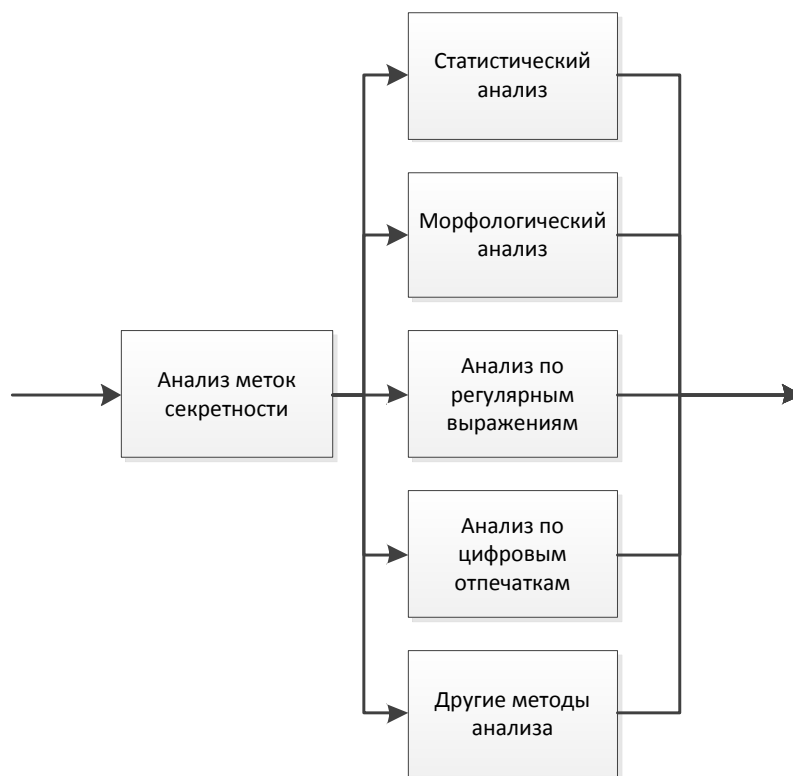 Статистический
анализ
Морфологический
анализ
Анализ меток
секретности
Анализ по
регулярным
выражениям
Анализ по
цифровым
отпечаткам
Другие методы
анализа